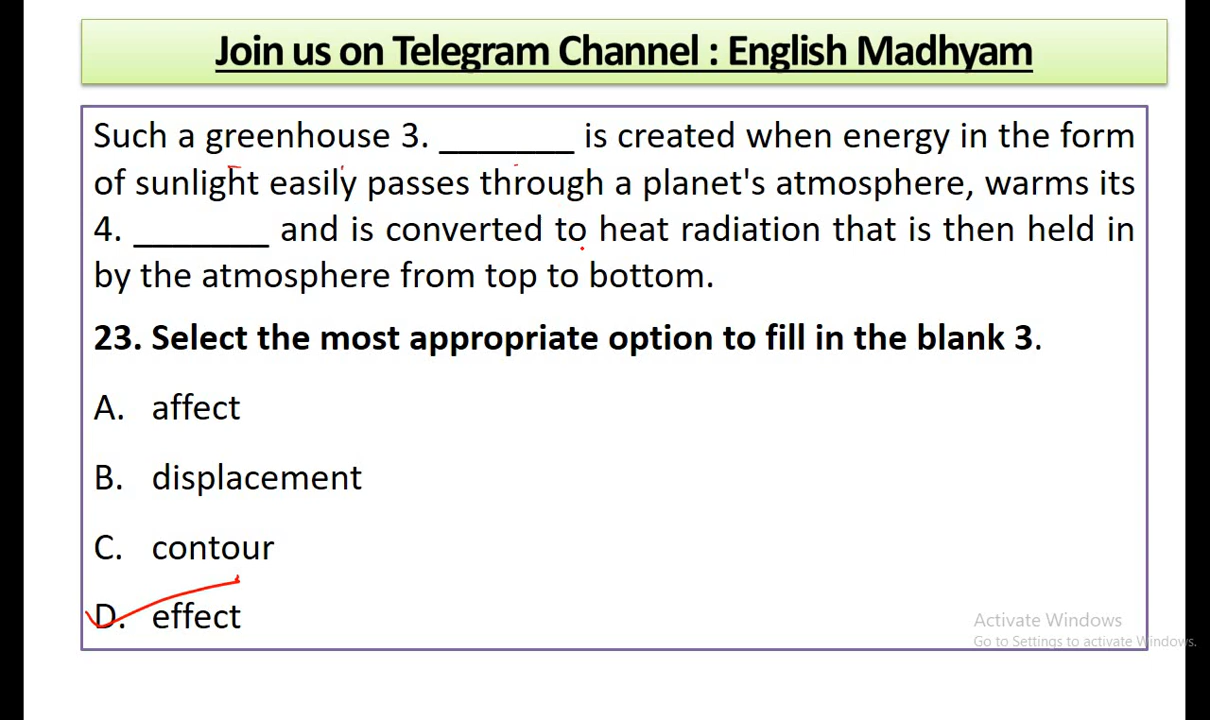 Join us on Telegram Channel : English Madhyam
Such a greenhouse 3. _______ is created when energy in the form
of sunlight easily passes through a planet's atmosphere, warms its
4. _______ and is converted to heat radiation that is then held in
by the atmosphere from top to bottom.
23. Select the most appropriate option to fill in the blank 3.
A. affect
B. displacement
C. contour
D. effect
Activate Windows
Go to Settings to activate Windows.